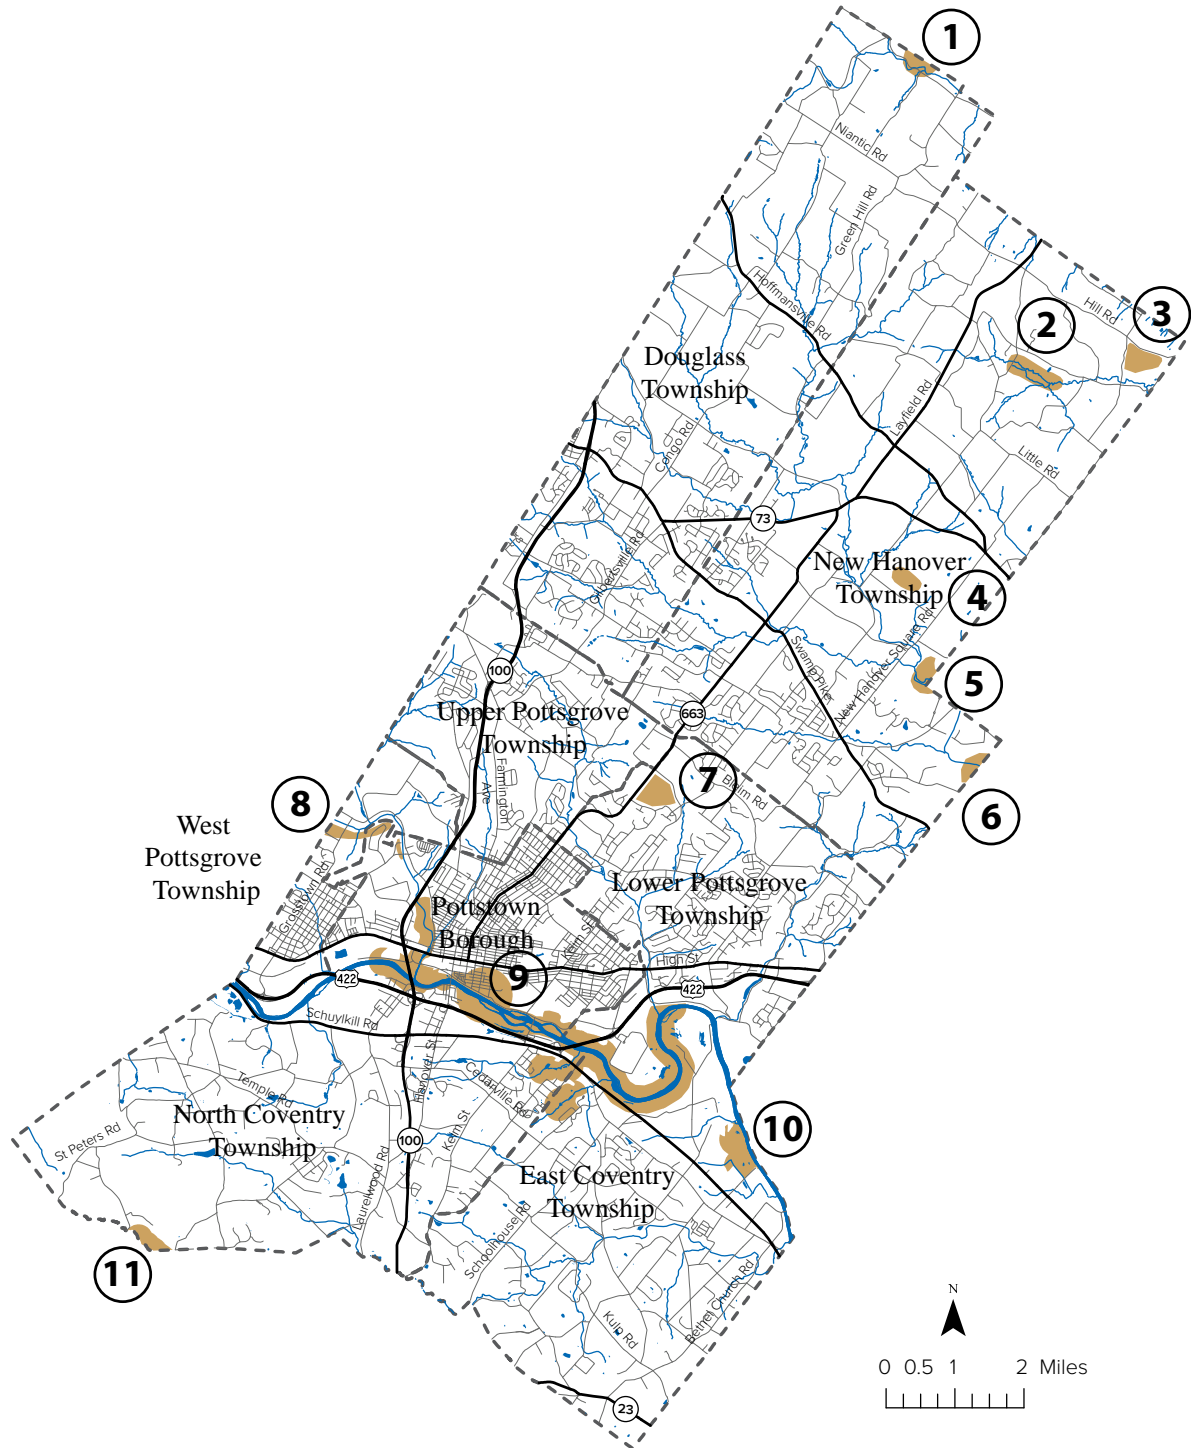 1
Niantic Rd
Green Hill Rd
Hoffmansville Rd
Hill Rd
3
2
Douglass
Township
Layfield Rd
Congo Rd
Little Rd
73
Gilbertsville Rd
New Hanover
Township
4
New Hanover Square Rd
Swamp Pike
5
100
663
Upper Pottsgrove
Township
Farmington
Ave
7
Bleim Rd
8
6
West
Pottsgrove
Township
Grosstown Rd
Lower Pottsgrove
Township
Pottstown
Borough
Keim St
High St
9
422
422
Schuylkill Rd
Hanover St
Cedarville Rd
Temple Rd
North Coventry
Township
Keim St
St Peters Rd
100
10
East Coventry
Township
Laurelwood Rd
Schoolhouse Rd
11
Bethel Church Rd
Kulp Rd
N
0 0.5 1 2 Miles
23